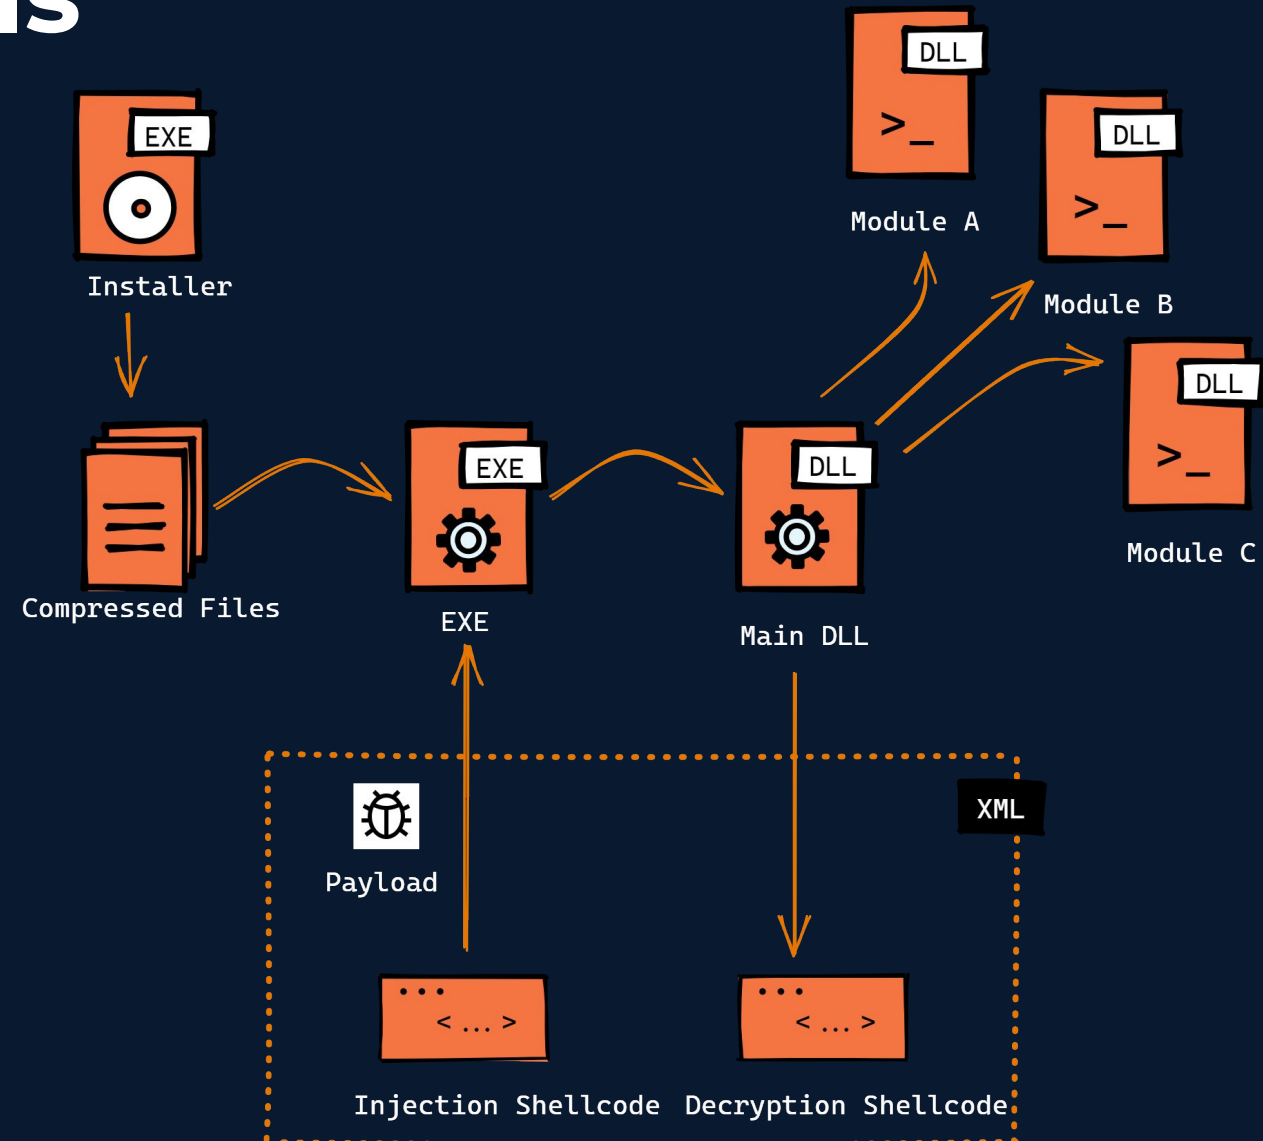 DLL
EXE
DLL
>_
Module A
>_
Installer
Module B
DLL
>_
EXE
DLL
Compressed Files
EXE
Main DLL
Module C
XML
Payload
< ... >
< ... >
Injection Shellcode
Decryption Shellcode